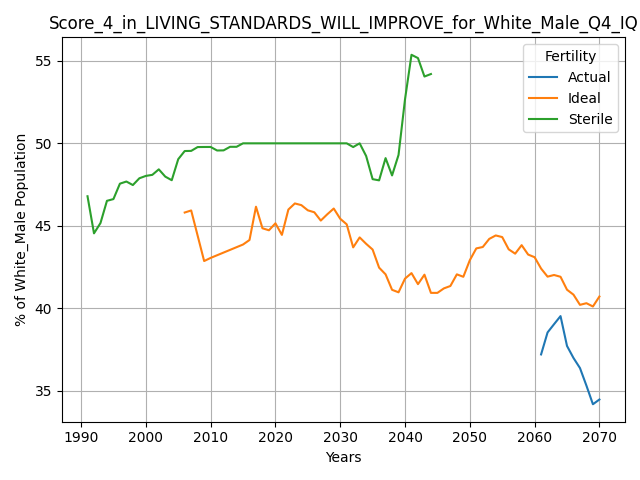 Score_4_in_LIVING_STANDARDS_WILL_IMPROVE_for_White_Male_Q4_IQ
Fertility
Actual
Ideal
Sterile
% of White_Male Population
55
50
45
40
35
1990 2000 2010 2020 2030 2040 2050 2060 2070
Years